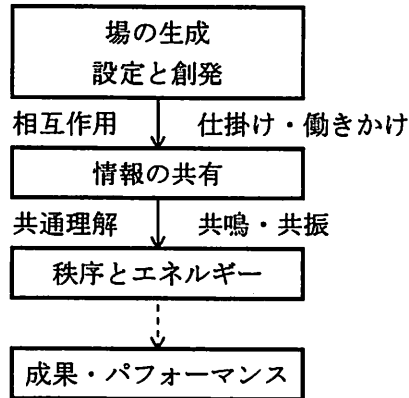 場の生成
設定と創発
相互作用 仕掛け・働きかけ
情報の共有
共通理解 共鳴・共振
秩序とエネルギー
成果・パフォーマンス